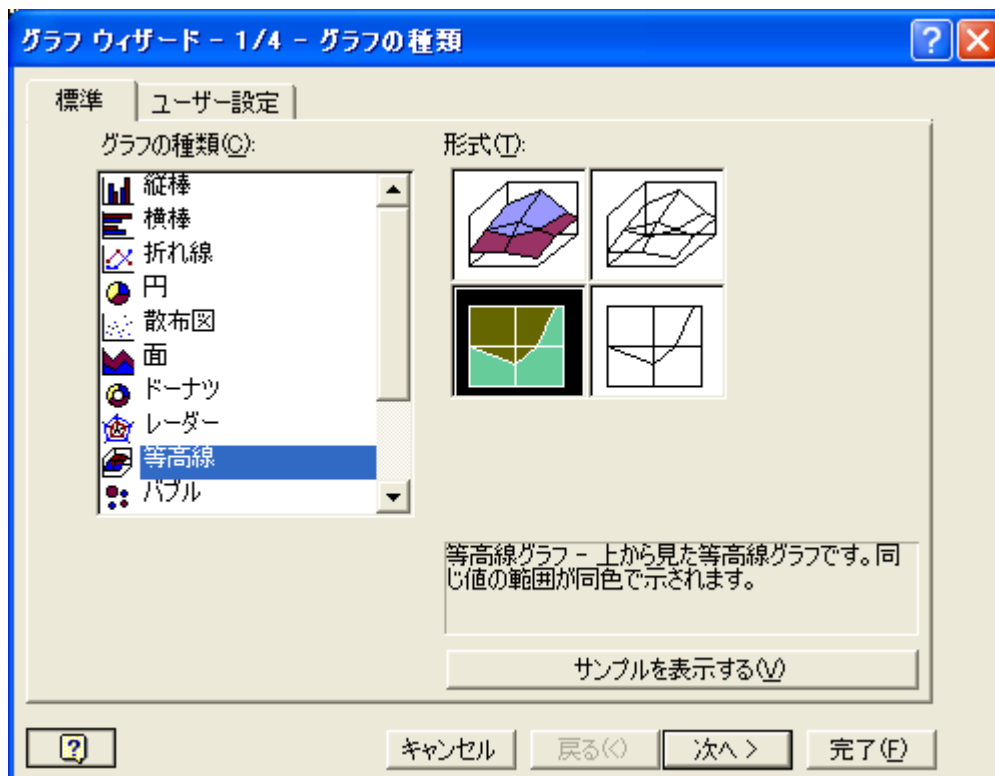 グラフ ウィザード - 1/4 - グラフの種類
標準
ユーザー設定
グラフの種類(C):
形式(T):
縦棒
横棒
折れ線
円
散布図
面
ドーナツ
レーダー
等高線
バブル
等高線グラフ - 上から見た等高線グラフです。同
じ値の範囲が同色で示されます。
サンプルを表示する(V)
キャンセル
戻る(<)
次へ >
完了(F)